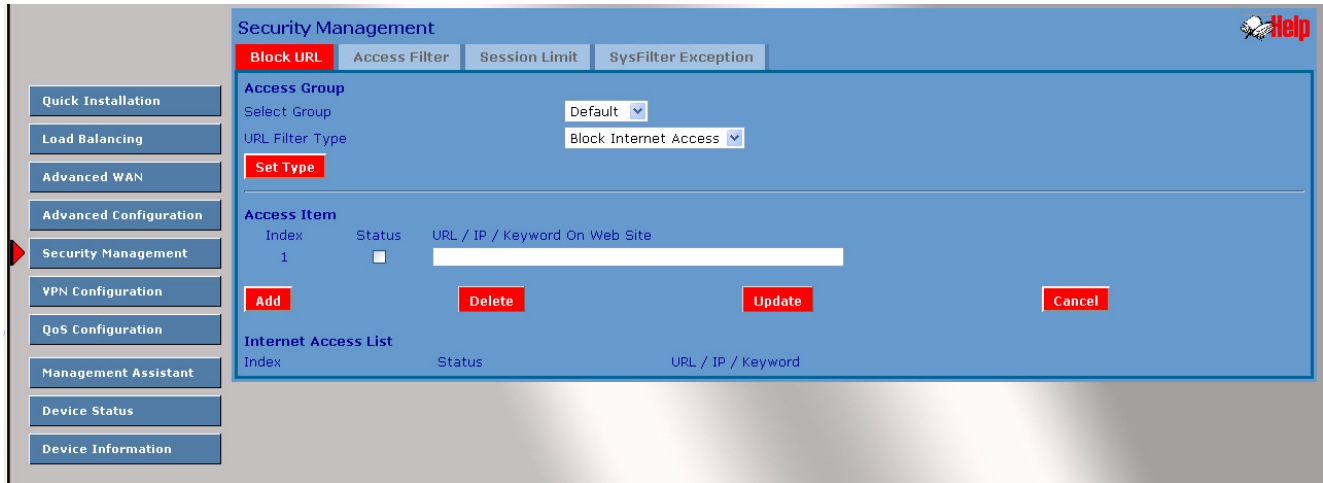 Security Management
Help
Block URL Access Filter Session Limit SysFilter Exception
Quick Installation
Load Balancing
Advanced WAN
Advanced Configuration
Security Management
VPN Configuration
QoS Configuration
Management Assistant
Device Status
Device Information
Access Group
Select Group Default
URL Filter Type Block Internet Access
Set Type
Access Item
Index Status URL / IP / Keyword On Web Site
1
Add Delete Update Cancel
Internet Access List
Index Status URL / IP / Keyword